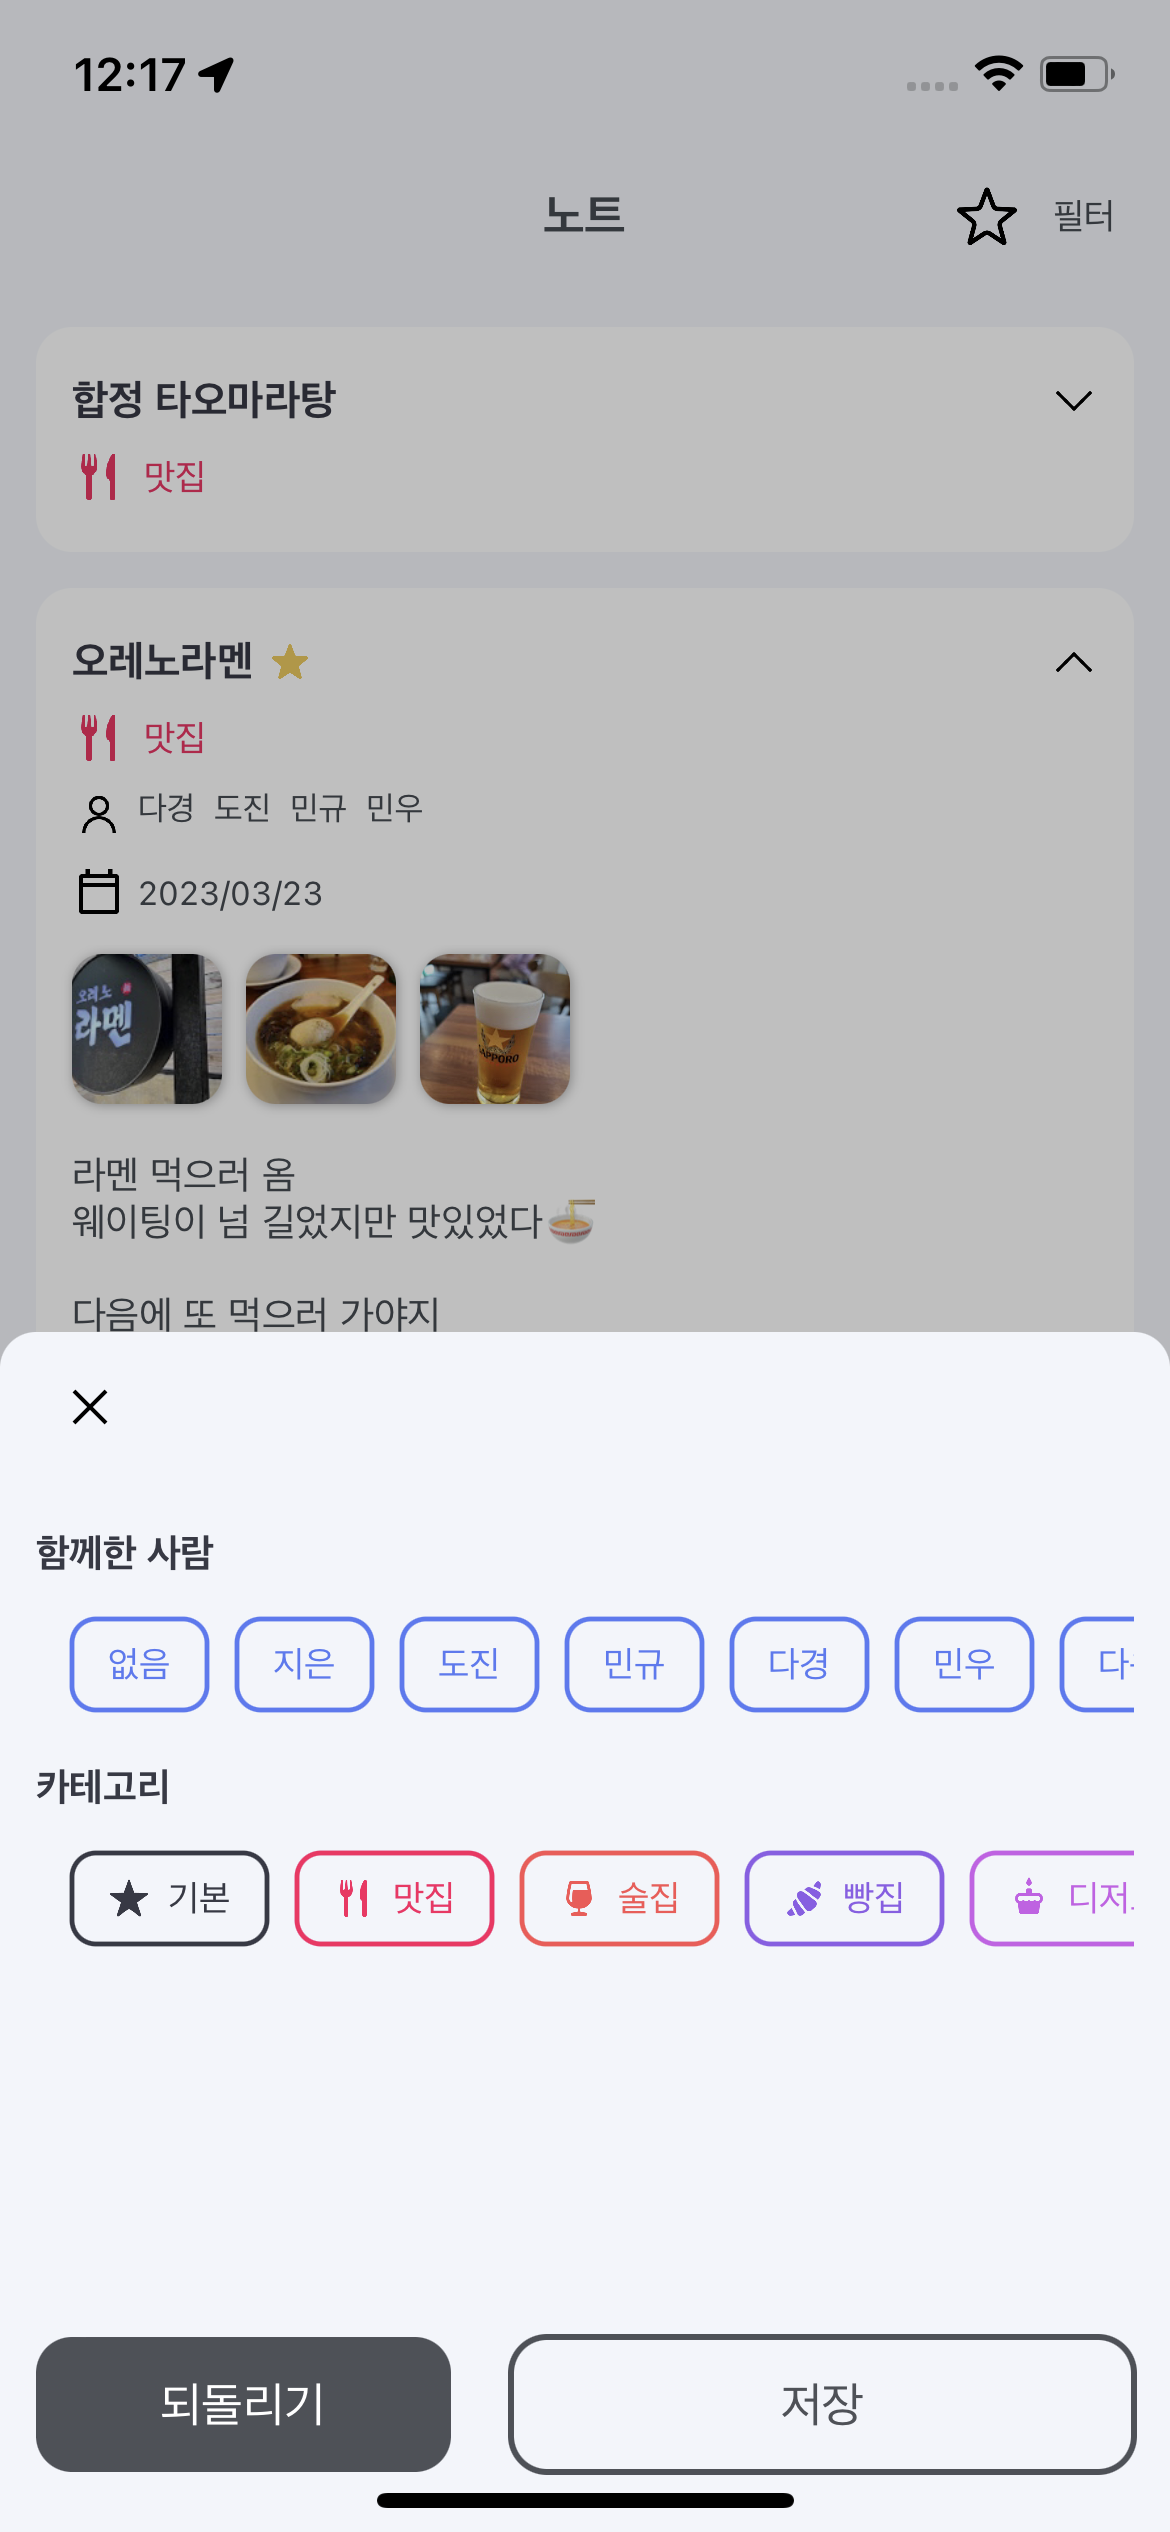 12:17
노트
필터
합정 타오마라탕
맛집
오레노라멘
맛집
다경 도진 민규 민우
2023/03/23
오레노
라멘
SAPPORO
라멘 먹으러 옴
웨이팅이 넘 길었지만 맛있었다🍜
다음에 또 먹으러 가야지
함께한 사람
없음 지은 도진 민규 다경 민우
카테고리
기본 맛집 술집 빵집 디저
되돌리기
저장